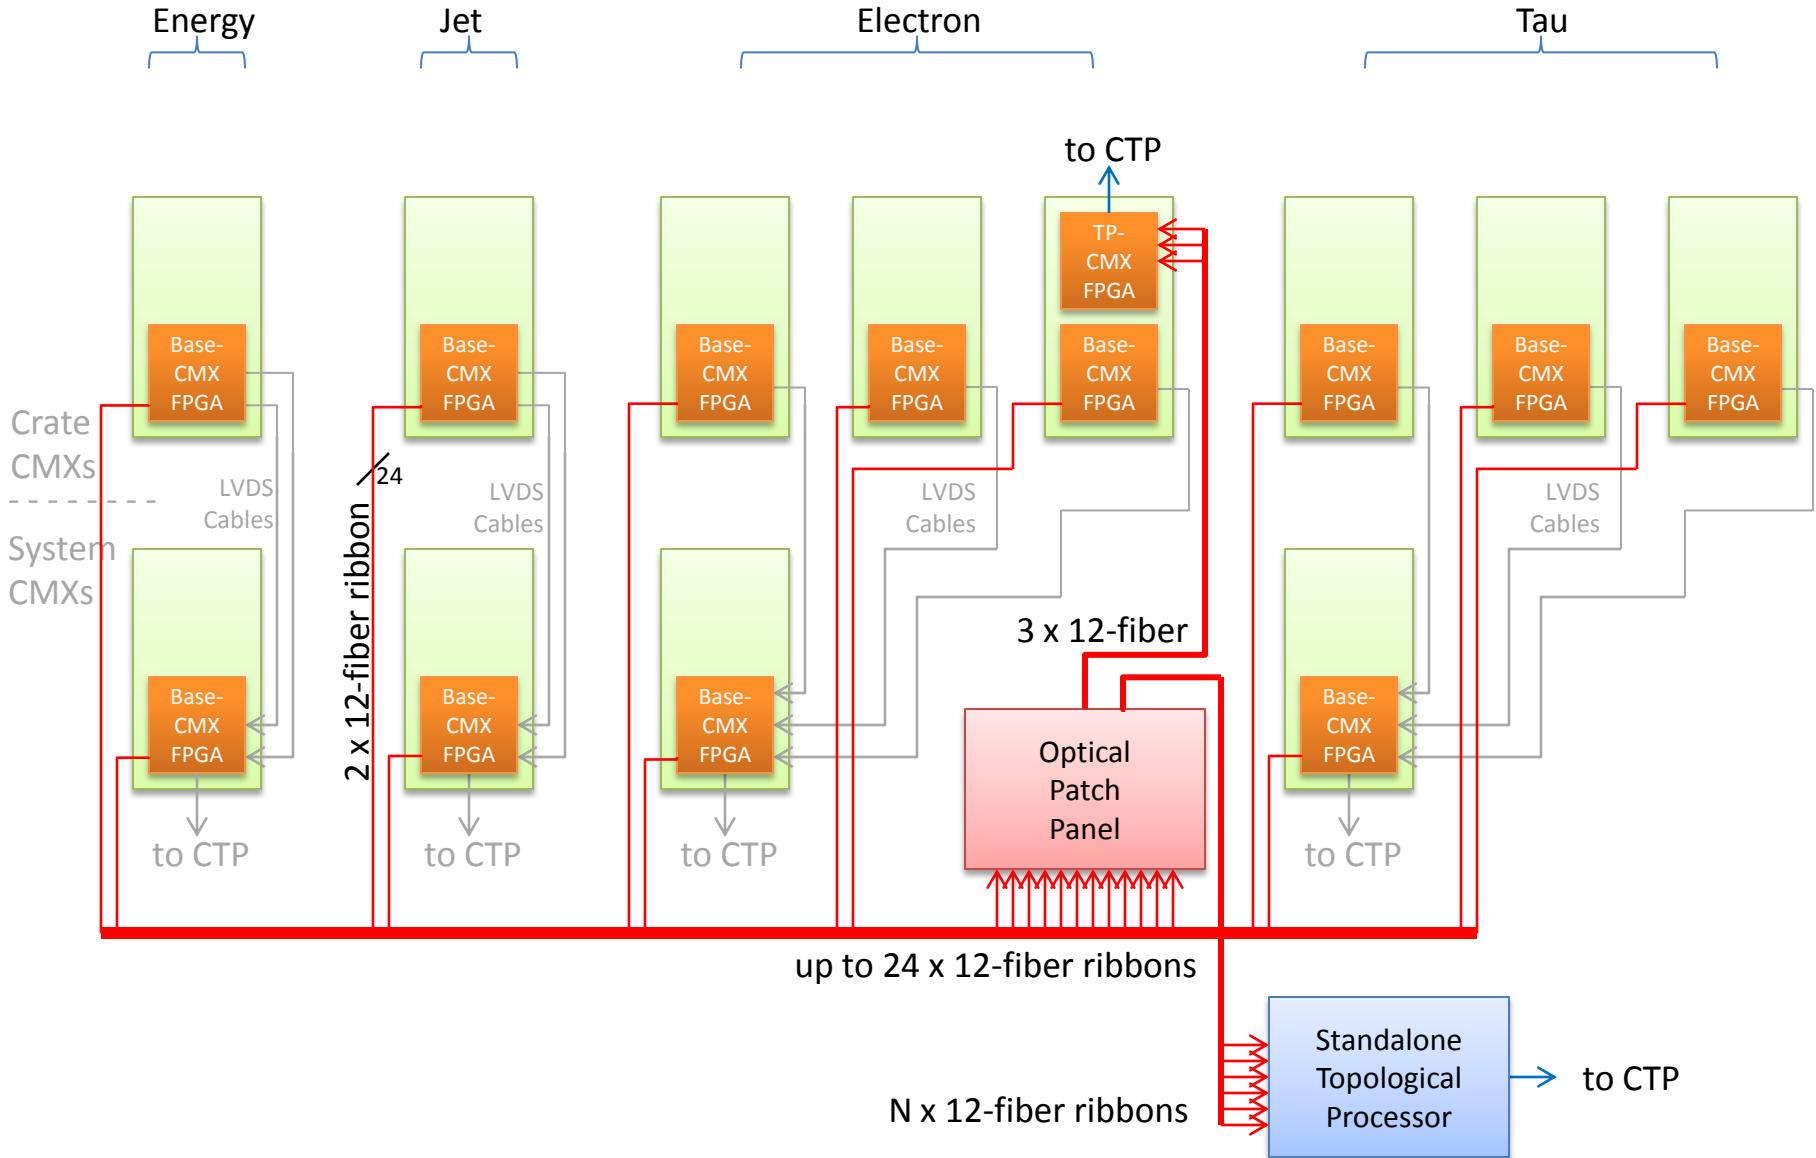 Energy
Jet
Electron
Tau
to CTP
TP-
CMX
FPGA
Base-
CMX
FPGA
Base-
CMX
FPGA
Base-
CMX
FPGA
Base-
CMX
FPGA
Base-
CMX
FPGA
Base-
CMX
FPGA
Base-
CMX
FPGA
Base-
CMX
FPGA
Crate
CMXs
System
CMXs
24
2 x 12-fiber ribbon
LVDS
Cables
LVDS
Cables
LVDS
Cables
LVDS
Cables
3 x 12-fiber
Base-
CMX
FPGA
Base-
CMX
FPGA
Base-
CMX
FPGA
Base-
CMX
FPGA
Optical
Patch
Panel
to CTP
to CTP
to CTP
to CTP
up to 24 x 12-fiber ribbons
N x 12-fiber ribbons
Standalone
Topological
Processor
to CTP